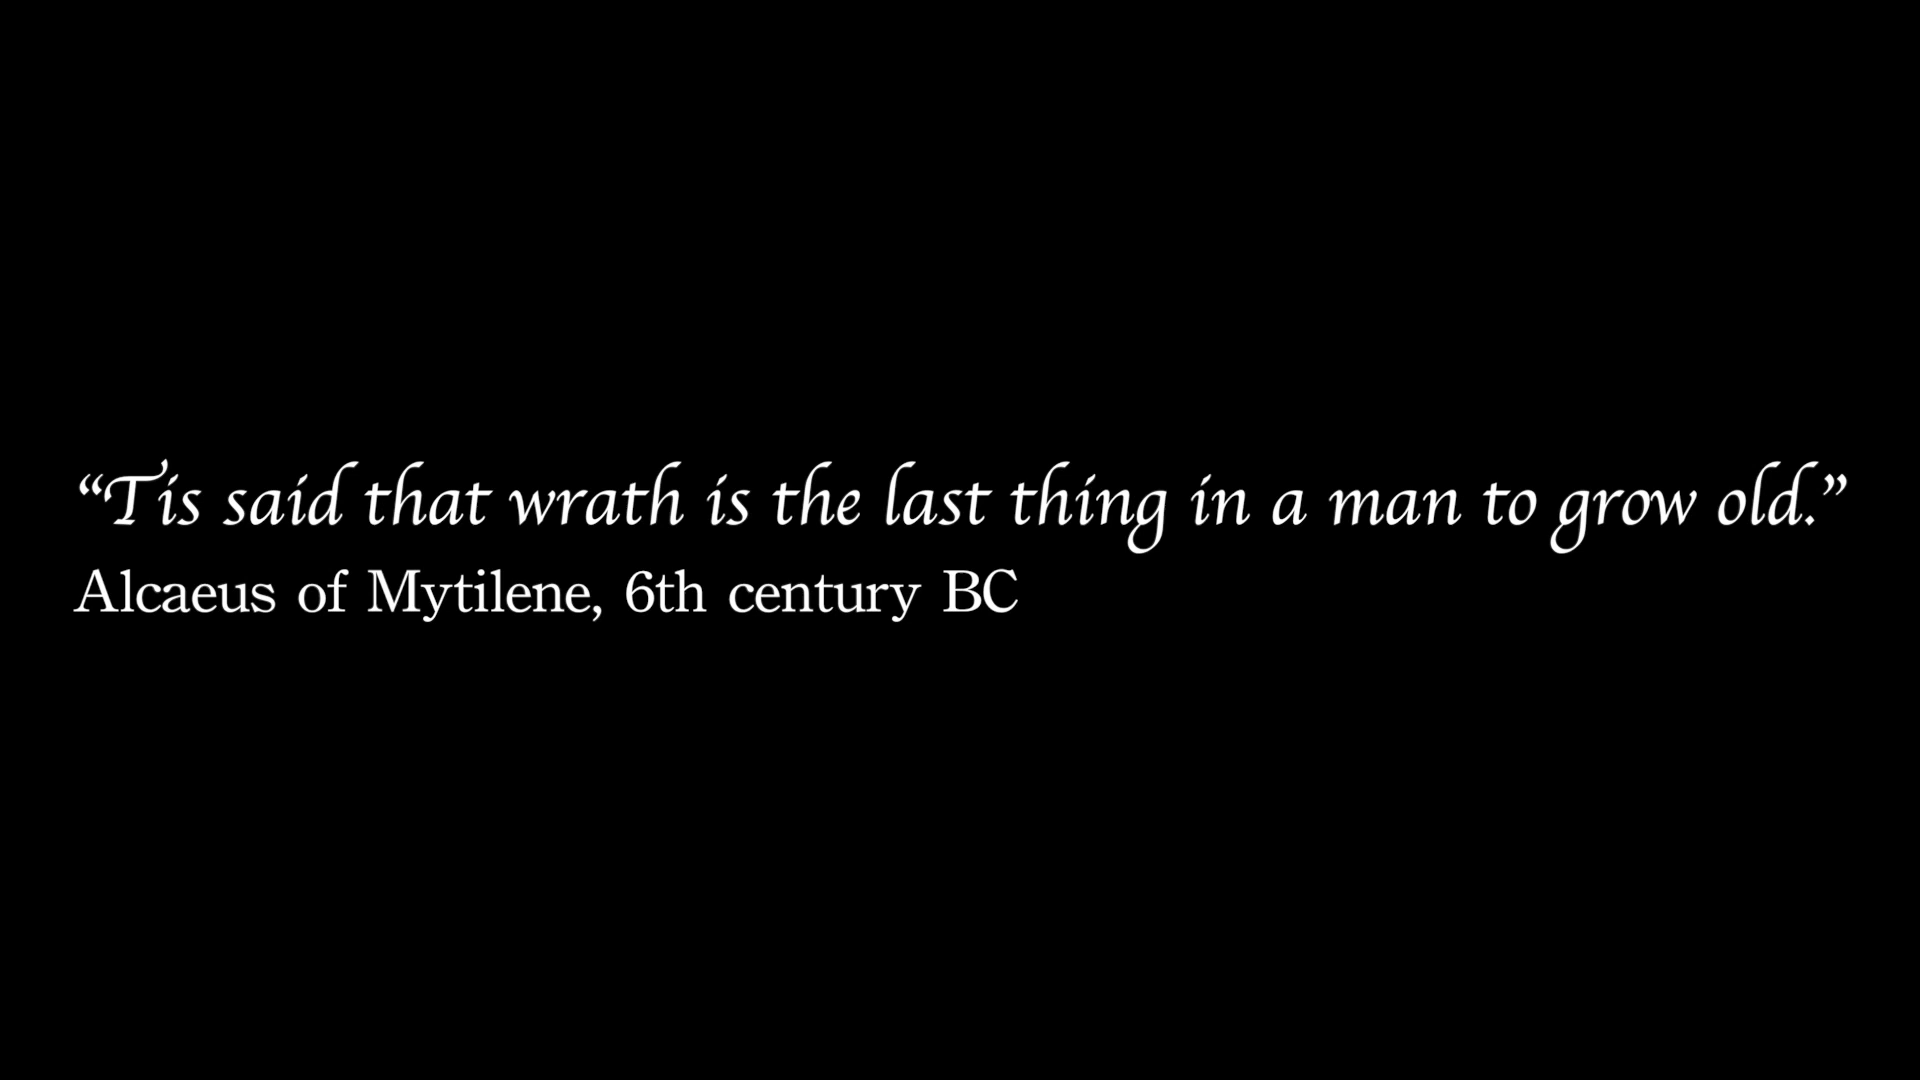 “Tis said that wrath is the last thing in a man to grow old.”
Alcaeus of Mytilene, 6th century BC